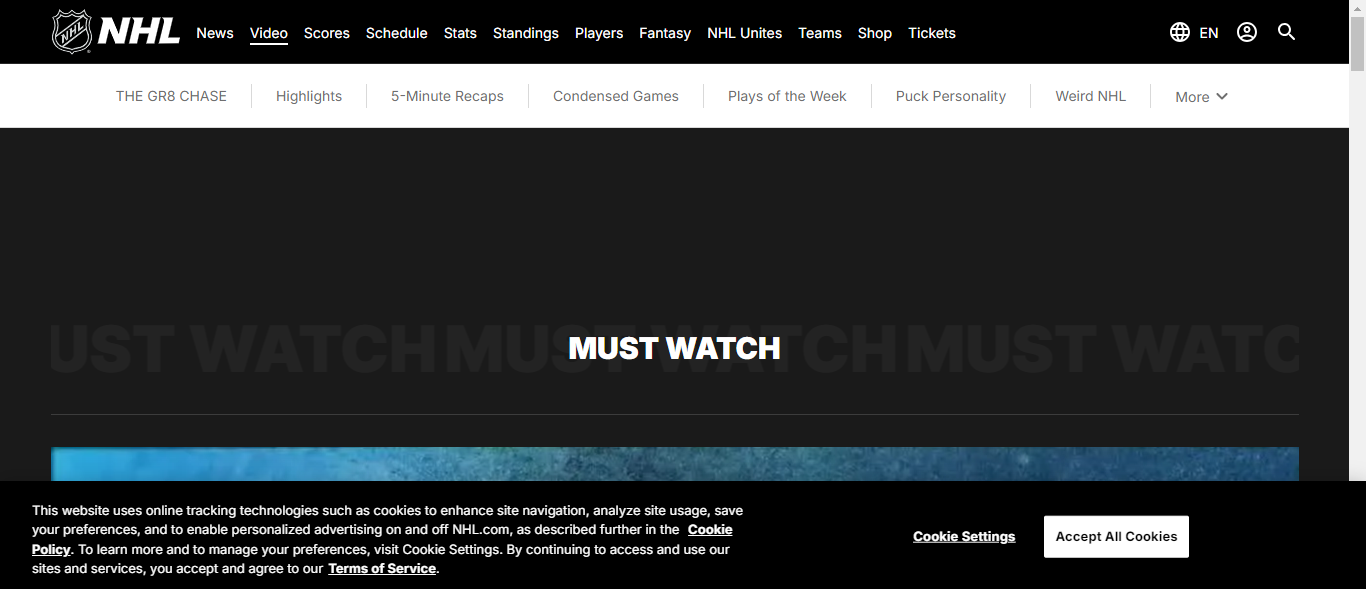 NHL NHL News Video Scores Schedule Stats Standings Players Fantasy NHL Unites Teams Shop Tickets EN
THE GR8 CHASE Highlights 5-Minute Recaps Condensed Games Plays of the Week Puck Personality Weird NHL More
UST WATCH MUST WATCH MUST WATC
MUST WATCH
This website uses online tracking technologies such as cookies to enhance site navigation, analyze site usage, save
your preferences, and to enable personalized advertising on and off NHL.com, as described further in the Cookie
Policy. To learn more and to manage your preferences, visit Cookie Settings. By continuing to access and use our
sites and services, you accept and agree to our Terms of Service.
Cookie Settings
Accept All Cookies